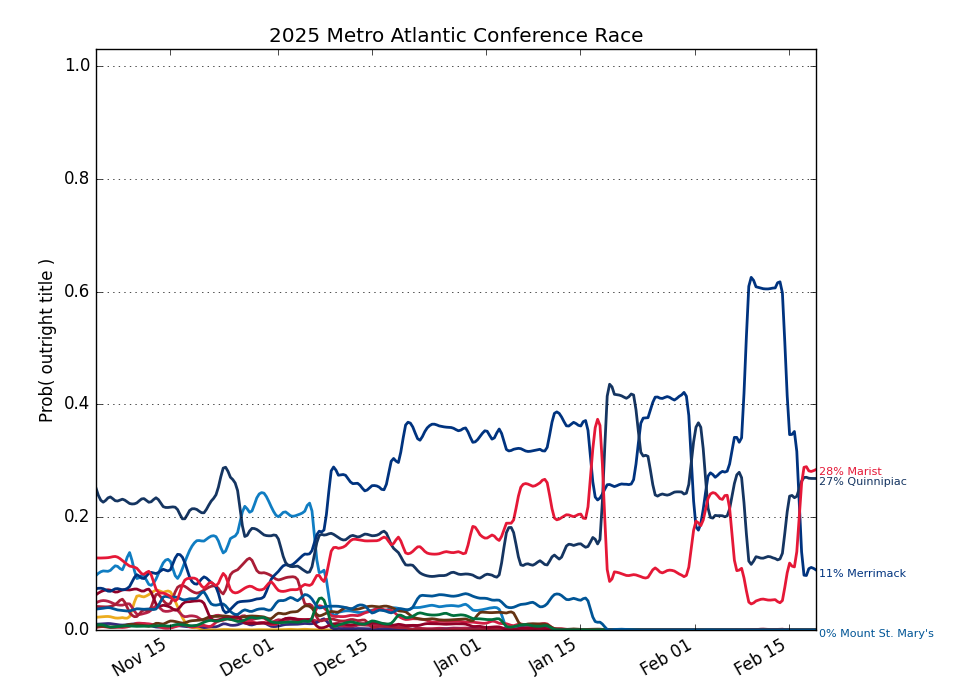 2025 Metro Atlantic Conference Race
Prob( outright title )
1.0
0.8
0.6
0.4
0.2
0.0
28% Marist
27% Quinnipiac
11% Merrimack
0% Mount St. Mary's
Nov 15
Dec 01
Dec 15
Jan 01
Jan 15
Feb 01
Feb 15